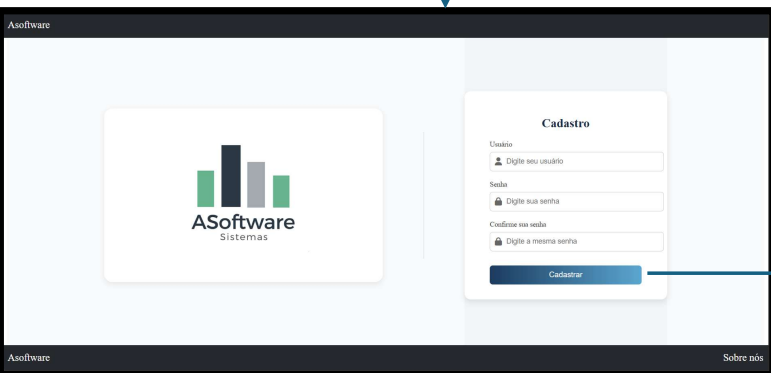 Asoftware
ASoftware
Sistemas
Cadastro
Usuário
Digite seu usuário
Senha
Digite sua senha
Confirme sua senha
Digite a mesma senha
Cadastrar
Asoftware
Sobre nós